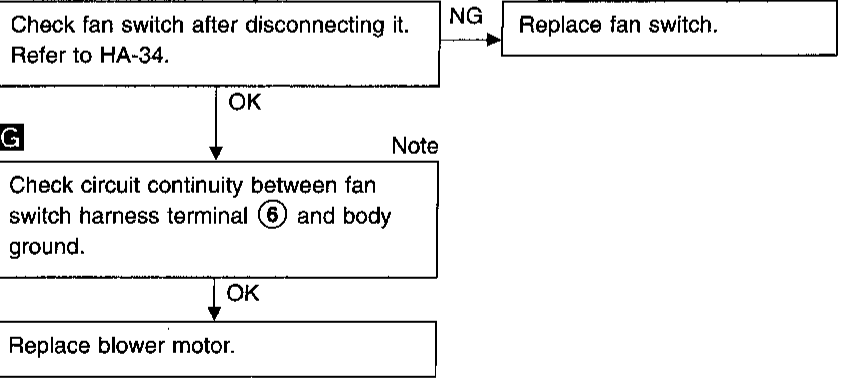 Check fan switch after disconnecting it.
Refer to HA-34.
NG
Replace fan switch.
OK
G
Note
Check circuit continuity between fan
switch harness terminal ⑥ and body
ground.
OK
Replace blower motor.